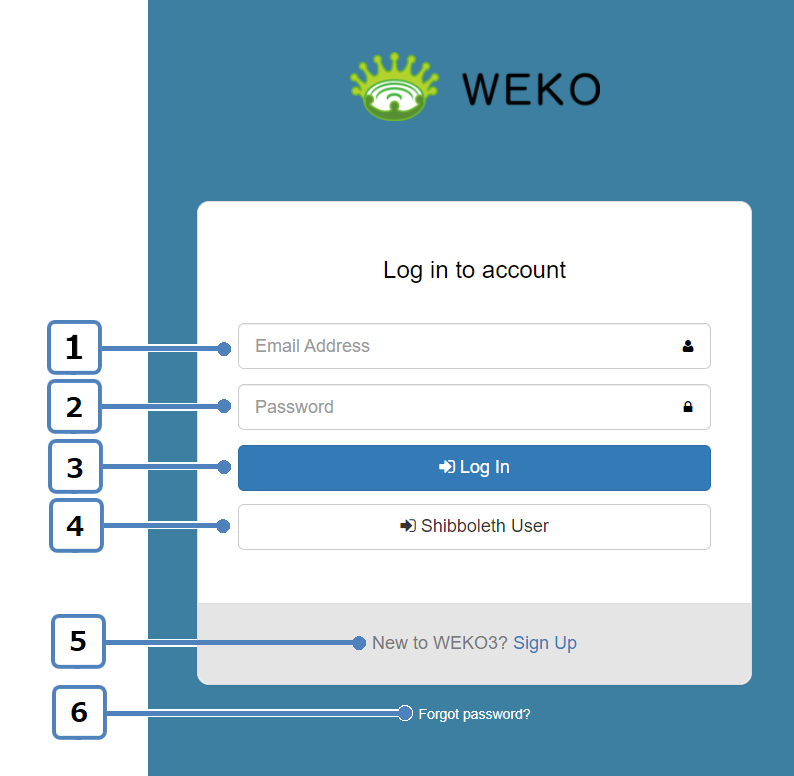 WEKO
Log in to account
1 Email Address
2 Password
3 Log In
4 Shibboleth User
5 New to WEKO3? Sign Up
6 Forgot password?